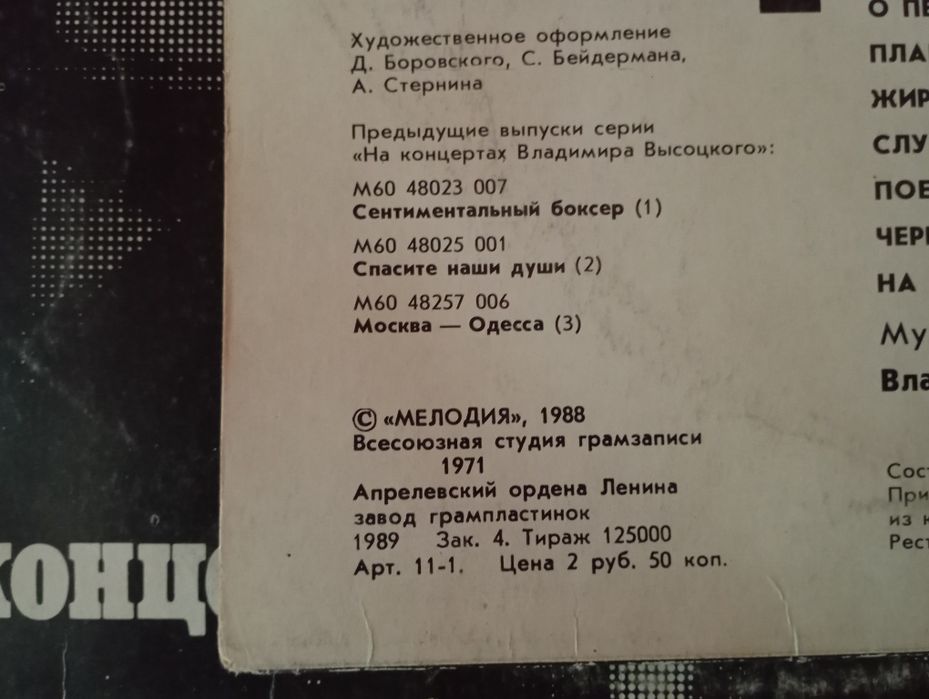 Художественное оформление
Д. Боровского, С. Бейдермана,
А. Стернина
Предыдущие выпуски серии
«На концертах Владимира Высоцкого»:
М60 48023 007
Сентиментальный боксер (1)
М60 48025 001
Спасите наши души (2)
М60 48257 006
Москва — Одесса (3)
© «МЕЛОДИЯ», 1988
Всесоюзная студия грамзаписи
1971
Апрелевский ордена Ленина
завод грампластинок
1989 Зак. 4. Тираж 125000
Арт. 11-1. Цена 2 руб. 50 коп.
О
НА